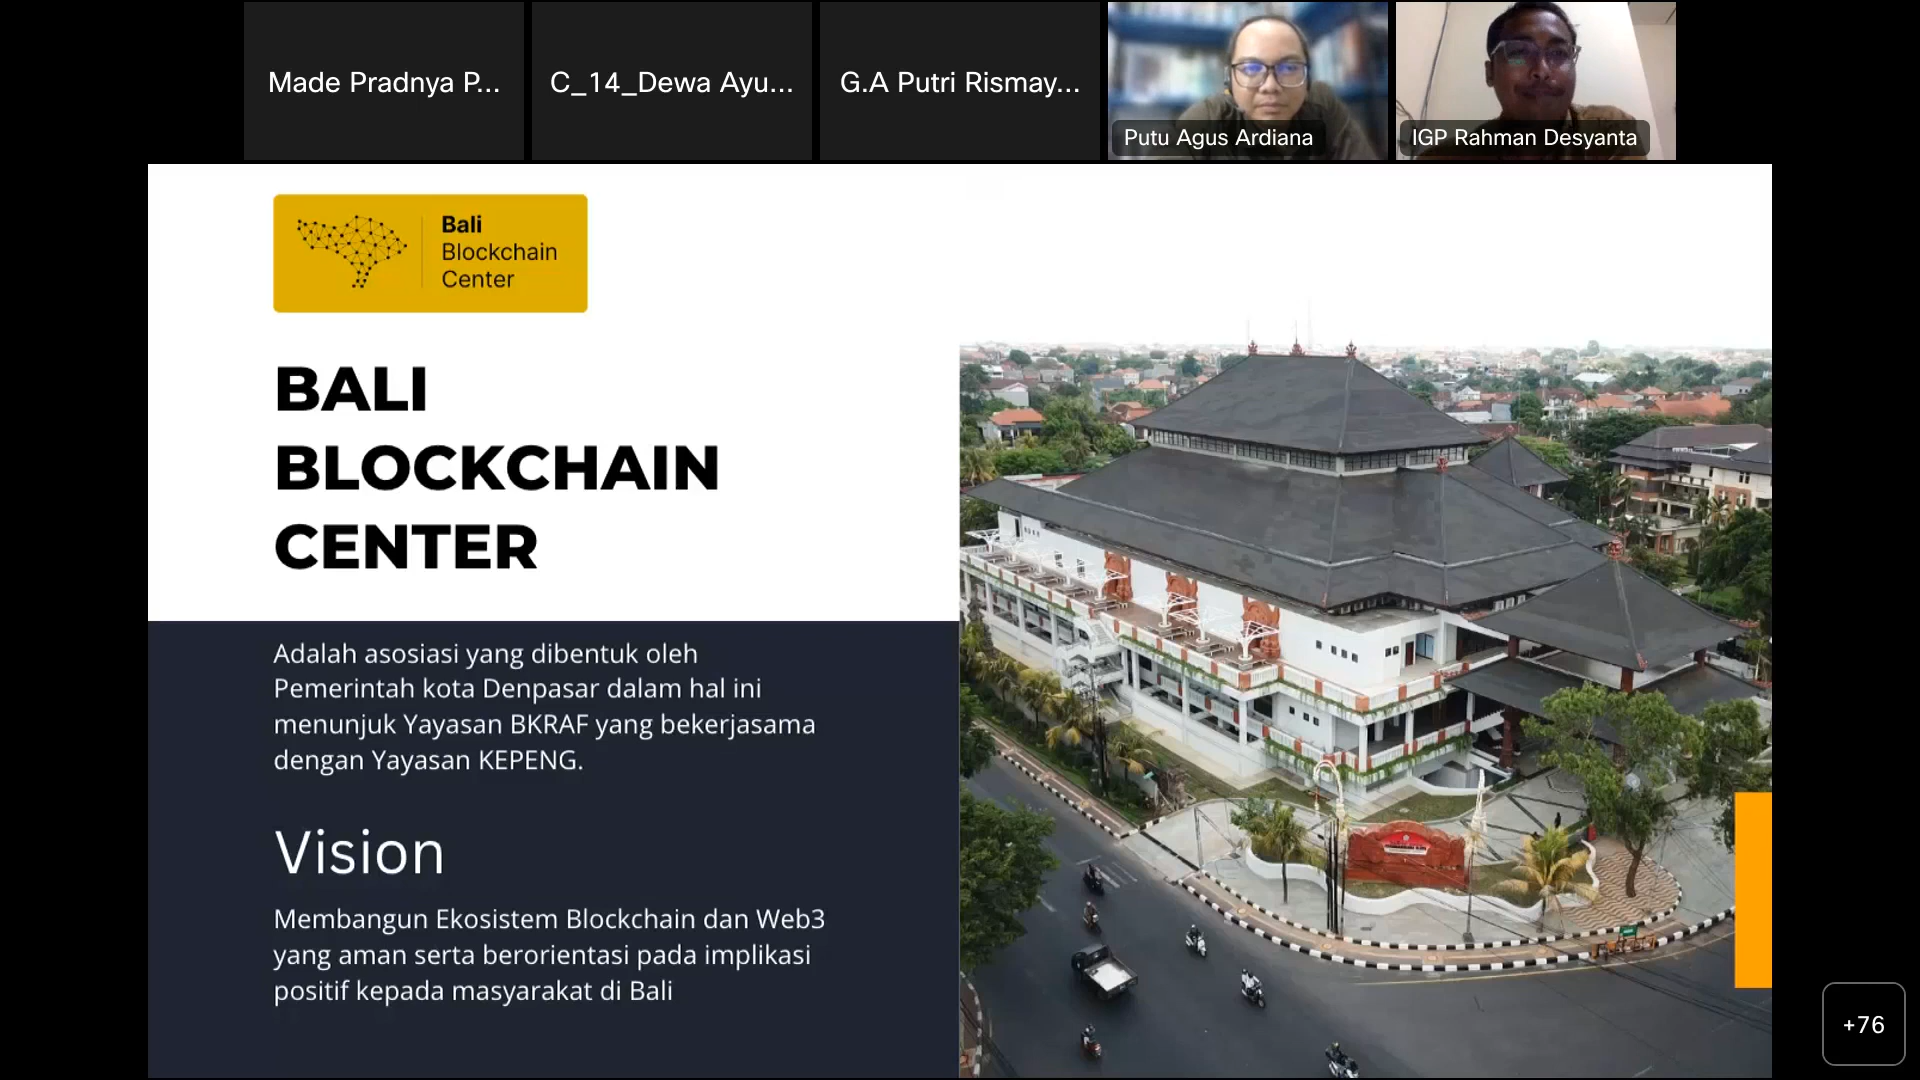 Made Pradnya P...
C_14_Dewa Ayu...
G.A Putri Rismay...
Putu Agus Ardiana
IGP Rahman Desyanta
Bali
Blockchain
Center
BALI
BLOCKCHAIN
CENTER
Adalah asosiasi yang dibentuk oleh
Pemerintah kota Denpasar dalam hal ini
menunjuk Yayasan BKRAF yang bekerjasama
dengan Yayasan KEPENG.
Vision
Membangun Ekosistem Blockchain dan Web3
yang aman serta berorientasi pada implikasi
positif kepada masyarakat di Bali
+76